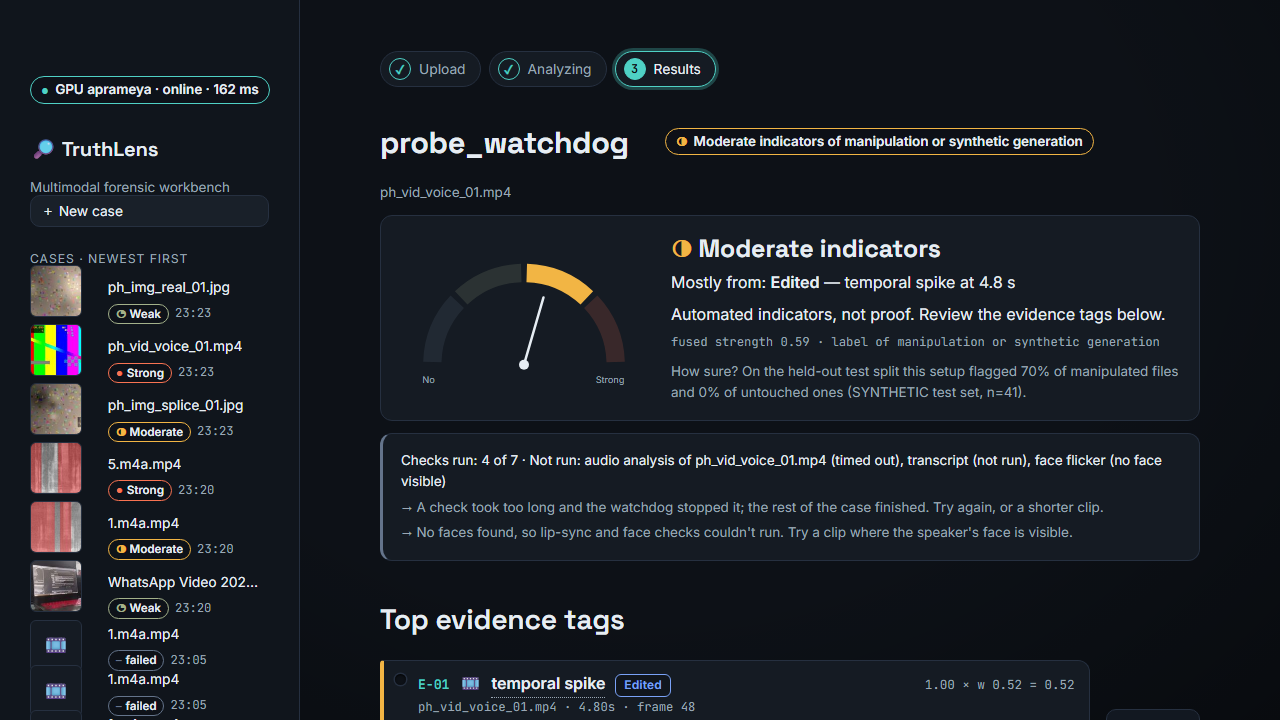 GPU aprameya · online · 162 ms
TruthLens
Multimodal forensic workbench
+ New case
CASES · NEWEST FIRST
ph_img_real_01.jpg
Weak 23:23
ph_vid_voice_01.mp4
Strong 23:23
ph_img_splice_01.jpg
Moderate 23:23
5.m4a.mp4
Strong 23:20
1.m4a.mp4
Moderate 23:20
WhatsApp Video 202...
Weak 23:20
1.m4a.mp4
– failed 23:05
1.m4a.mp4
– failed 23:05
✓ Upload
✓ Analyzing
3 Results
probe_watchdog
Moderate indicators of manipulation or synthetic generation
ph_vid_voice_01.mp4
No
Strong
Moderate indicators
Mostly from: Edited — temporal spike at 4.8 s
Automated indicators, not proof. Review the evidence tags below.
fused strength 0.59 · label of manipulation or synthetic generation
How sure? On the held-out test split this setup flagged 70% of manipulated files
and 0% of untouched ones (SYNTHETIC test set, n=41).
Checks run: 4 of 7 · Not run: audio analysis of ph_vid_voice_01.mp4 (timed out), transcript (not run), face flicker (no face
visible)
→ A check took too long and the watchdog stopped it; the rest of the case finished. Try again, or a shorter clip.
→ No faces found, so lip-sync and face checks couldn't run. Try a clip where the speaker's face is visible.
Top evidence tags
E-01 temporal spike Edited 1.00 × w 0.52 = 0.52
ph_vid_voice_01.mp4 · 4.80s · frame 48